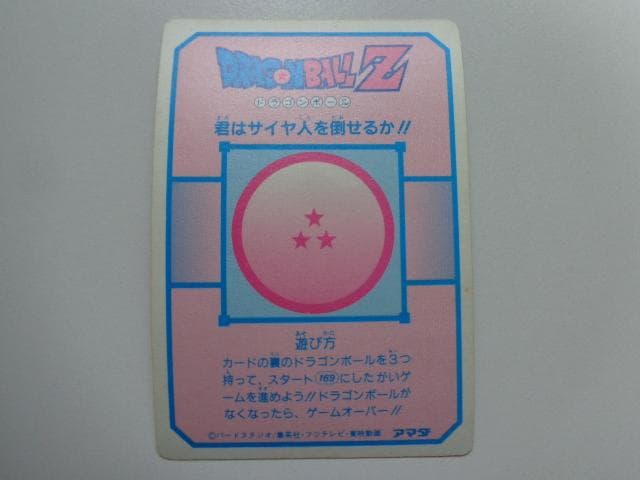 DRAGON BALL Z
ドラゴンボール
君はサイヤ人を倒せるか!!
遊び方
カードの裏のドラゴンボールを3つ
持って、スタート169にしたがいゲ
ームを進めよう!!ドラゴンボールが
なくなったら、ゲームオーバー!!
©バードスタジオ/集英社・フジテレビ・東映動画 アマダ